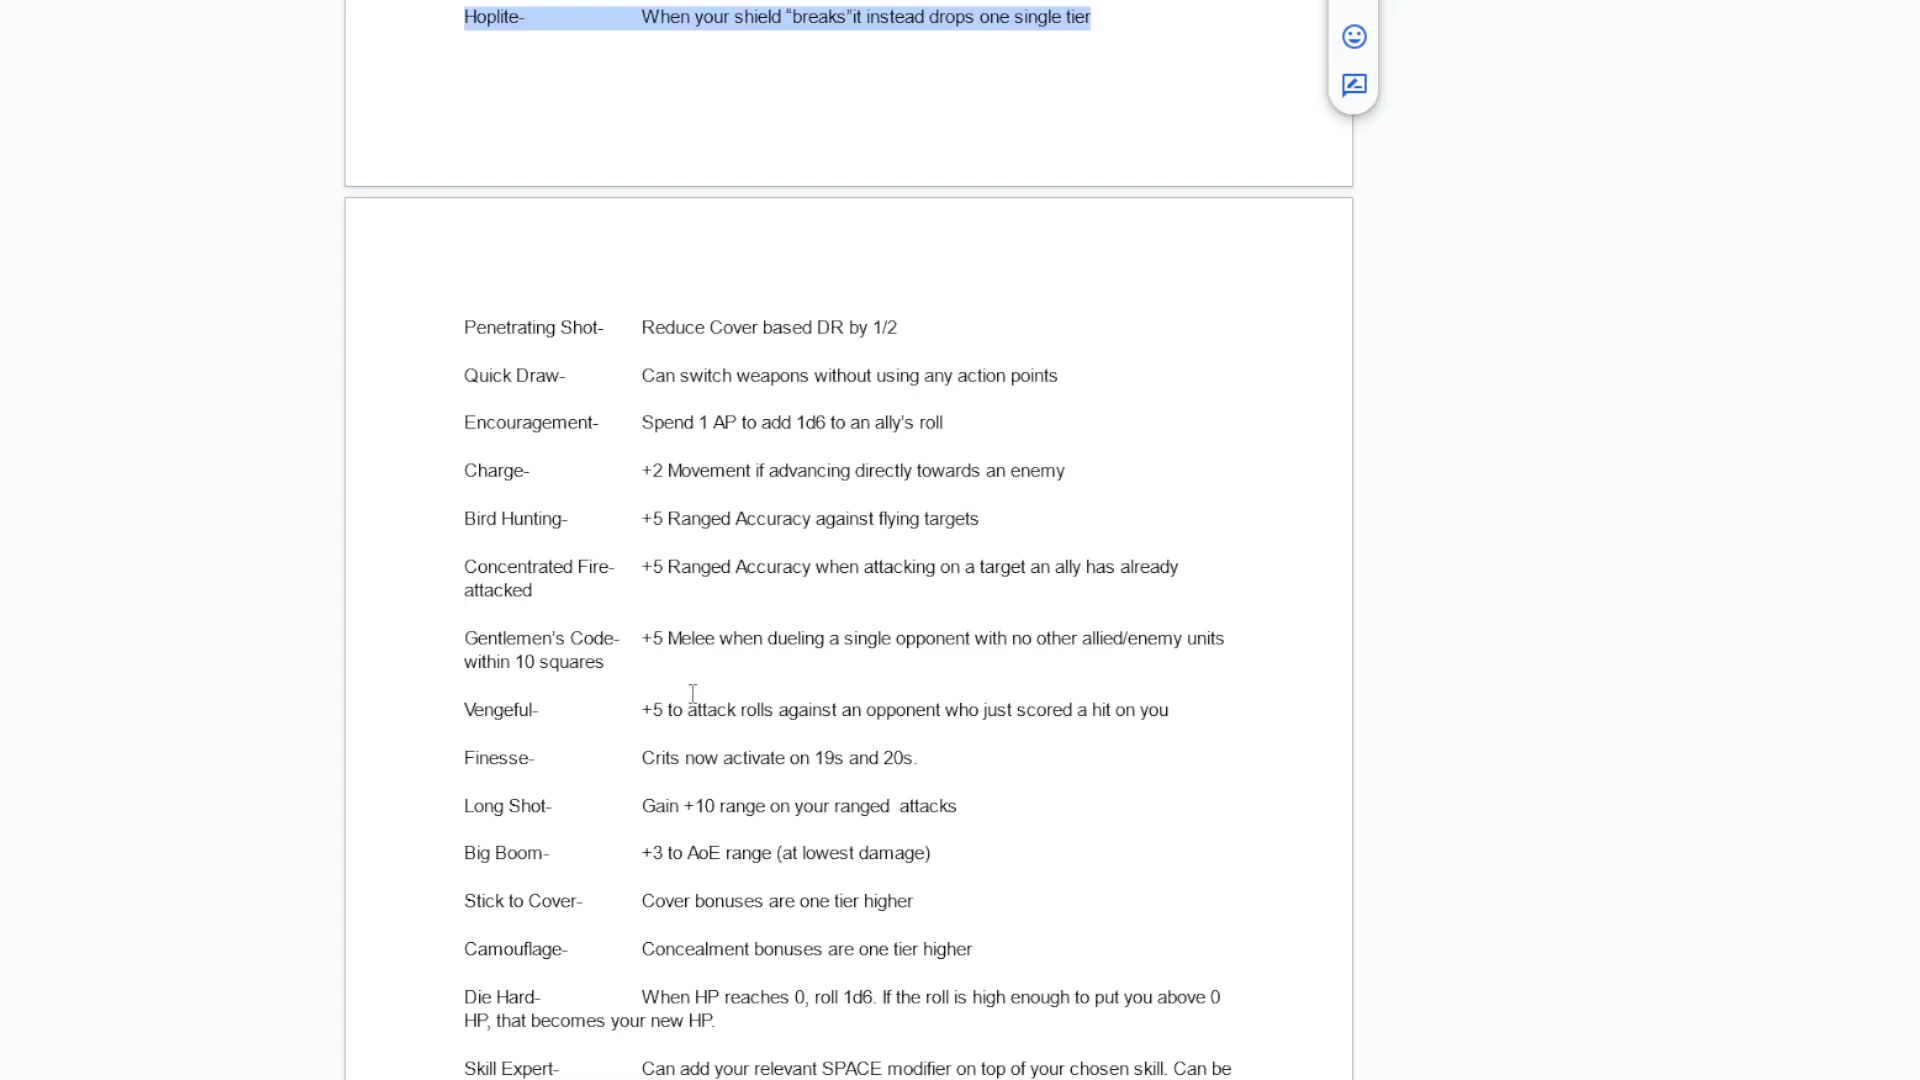 Hoplite- When your shield “breaks”it instead drops one single tier
Penetrating Shot- Reduce Cover based DR by 1/2
Quick Draw- Can switch weapons without using any action points
Encouragement- Spend 1 AP to add 1d6 to an ally’s roll
Charge- +2 Movement if advancing directly towards an enemy
Bird Hunting- +5 Ranged Accuracy against flying targets
Concentrated Fire- +5 Ranged Accuracy when attacking on a target an ally has already
attacked
Gentlemen’s Code- +5 Melee when dueling a single opponent with no other allied/enemy units
within 10 squares
Vengeful- +5 to attack rolls against an opponent who just scored a hit on you
Finesse- Crits now activate on 19s and 20s.
Long Shot- Gain +10 range on your ranged  attacks
Big Boom- +3 to AoE range (at lowest damage)
Stick to Cover- Cover bonuses are one tier higher
Camouflage- Concealment bonuses are one tier higher
Die Hard- When HP reaches 0, roll 1d6. If the roll is high enough to put you above 0
HP, that becomes your new HP.
Skill Expert- Can add your relevant SPACE modifier on top of your chosen skill. Can be